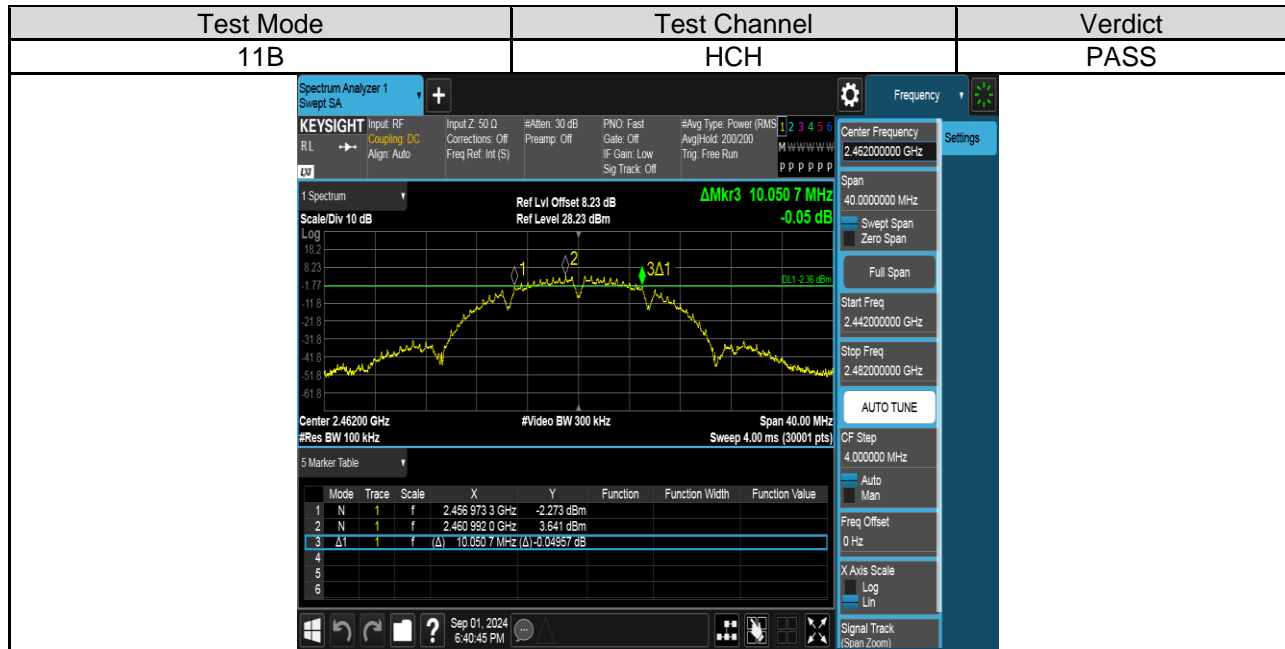 Test Mode Test Channel Verdict
11B HCH PASS
Spectrum Analyzer 1
Swept SA
+
Frequency
KEYSIGHT
RL
LXI
Input: RF
Coupling: DC
Align: Auto
Input Z: 50 Ω
Corrections: Off
Freq Ref: Int (S)
#Atten: 30 dB
Preamp: Off
PNO: Fast
Gate: Off
IF Gain: Low
Sig Track: Off
#Avg Type: Power (RMS
Avg|Hold: 200/200
Trig: Free Run
1 2 3 4 5 6
M W W W W W
P P P P P P
1 Spectrum
Scale/Div 10 dB
Ref Lvl Offset 8.23 dB
Ref Level 28.23 dBm
ΔMkr3 10.050 7 MHz
-0.05 dB
Log
18.2
8.23
-1.77
-11.8
-21.8
-31.8
-41.8
-51.8
-61.8
1
2
3Δ1
DL1 -2.36 dBm
Center 2.46200 GHz #Video BW 300 kHz Span 40.00 MHz
#Res BW 100 kHz Sweep 4.00 ms (30001 pts)
5 Marker Table
Mode Trace Scale X Y Function Function Width Function Value
1 N 1 f 2.456 973 3 GHz -2.273 dBm
2 N 1 f 2.460 992 0 GHz 3.641 dBm
3 Δ1 1 f (Δ) 10.050 7 MHz (Δ) -0.04957 dB
4
5
6
Sep 01, 2024
6:40:45 PM
?
Settings
Center Frequency
2.462000000 GHz
Span
40.0000000 MHz
Swept Span
Zero Span
Full Span
Start Freq
2.442000000 GHz
Stop Freq
2.482000000 GHz
AUTO TUNE
CF Step
4.000000 MHz
Auto
Man
Freq Offset
0 Hz
X Axis Scale
Log
Lin
Signal Track
(Span Zoom)